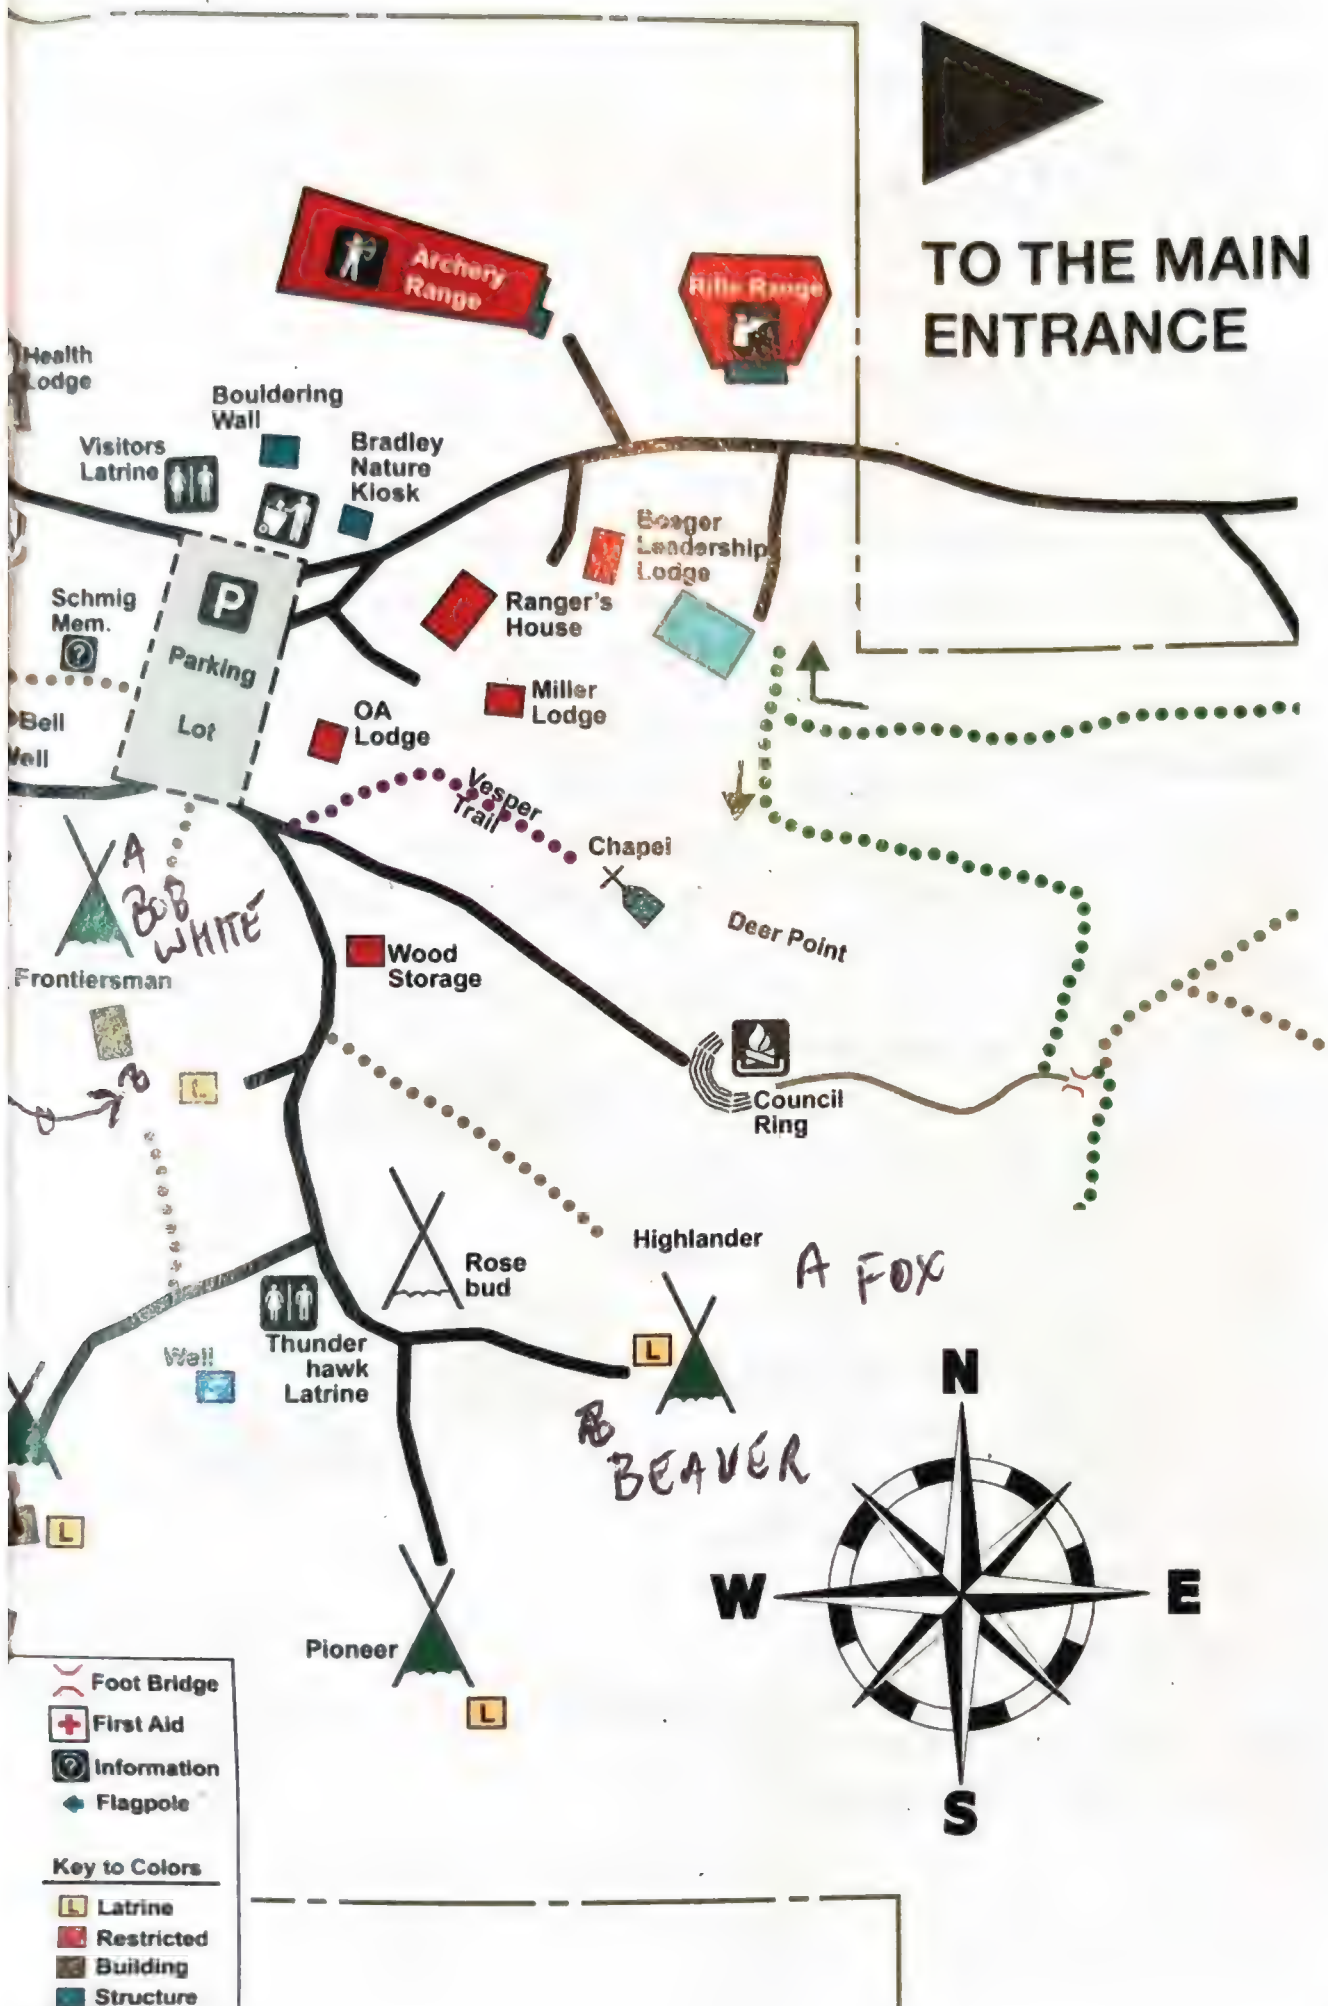 TO THE MAIN
ENTRANCE
Archery
Range
Rifle Range
Health
Lodge
Bouldering
Wall
Visitors
Latrine
Bradley
Nature
Kiosk
Boeger
Leadership
Lodge
Schmig
Mem.
?
P
Parking
Lot
Ranger's
House
Miller
Lodge
OA
Lodge
Bell
Vesper
Trail
Chapel
A
BOB
WHITE
Deer Point
Wood
Storage
Frontiersman
B
L
Council
Ring
Highlander
A FOX
Rose
bud
L
Thunder
hawk
Latrine
Well
B
BEAVER
N
W
E
S
L
Pioneer
L
Foot Bridge
First Aid
? Information
Flagpole
Key to Colors
L Latrine
Restricted
Building
Structure